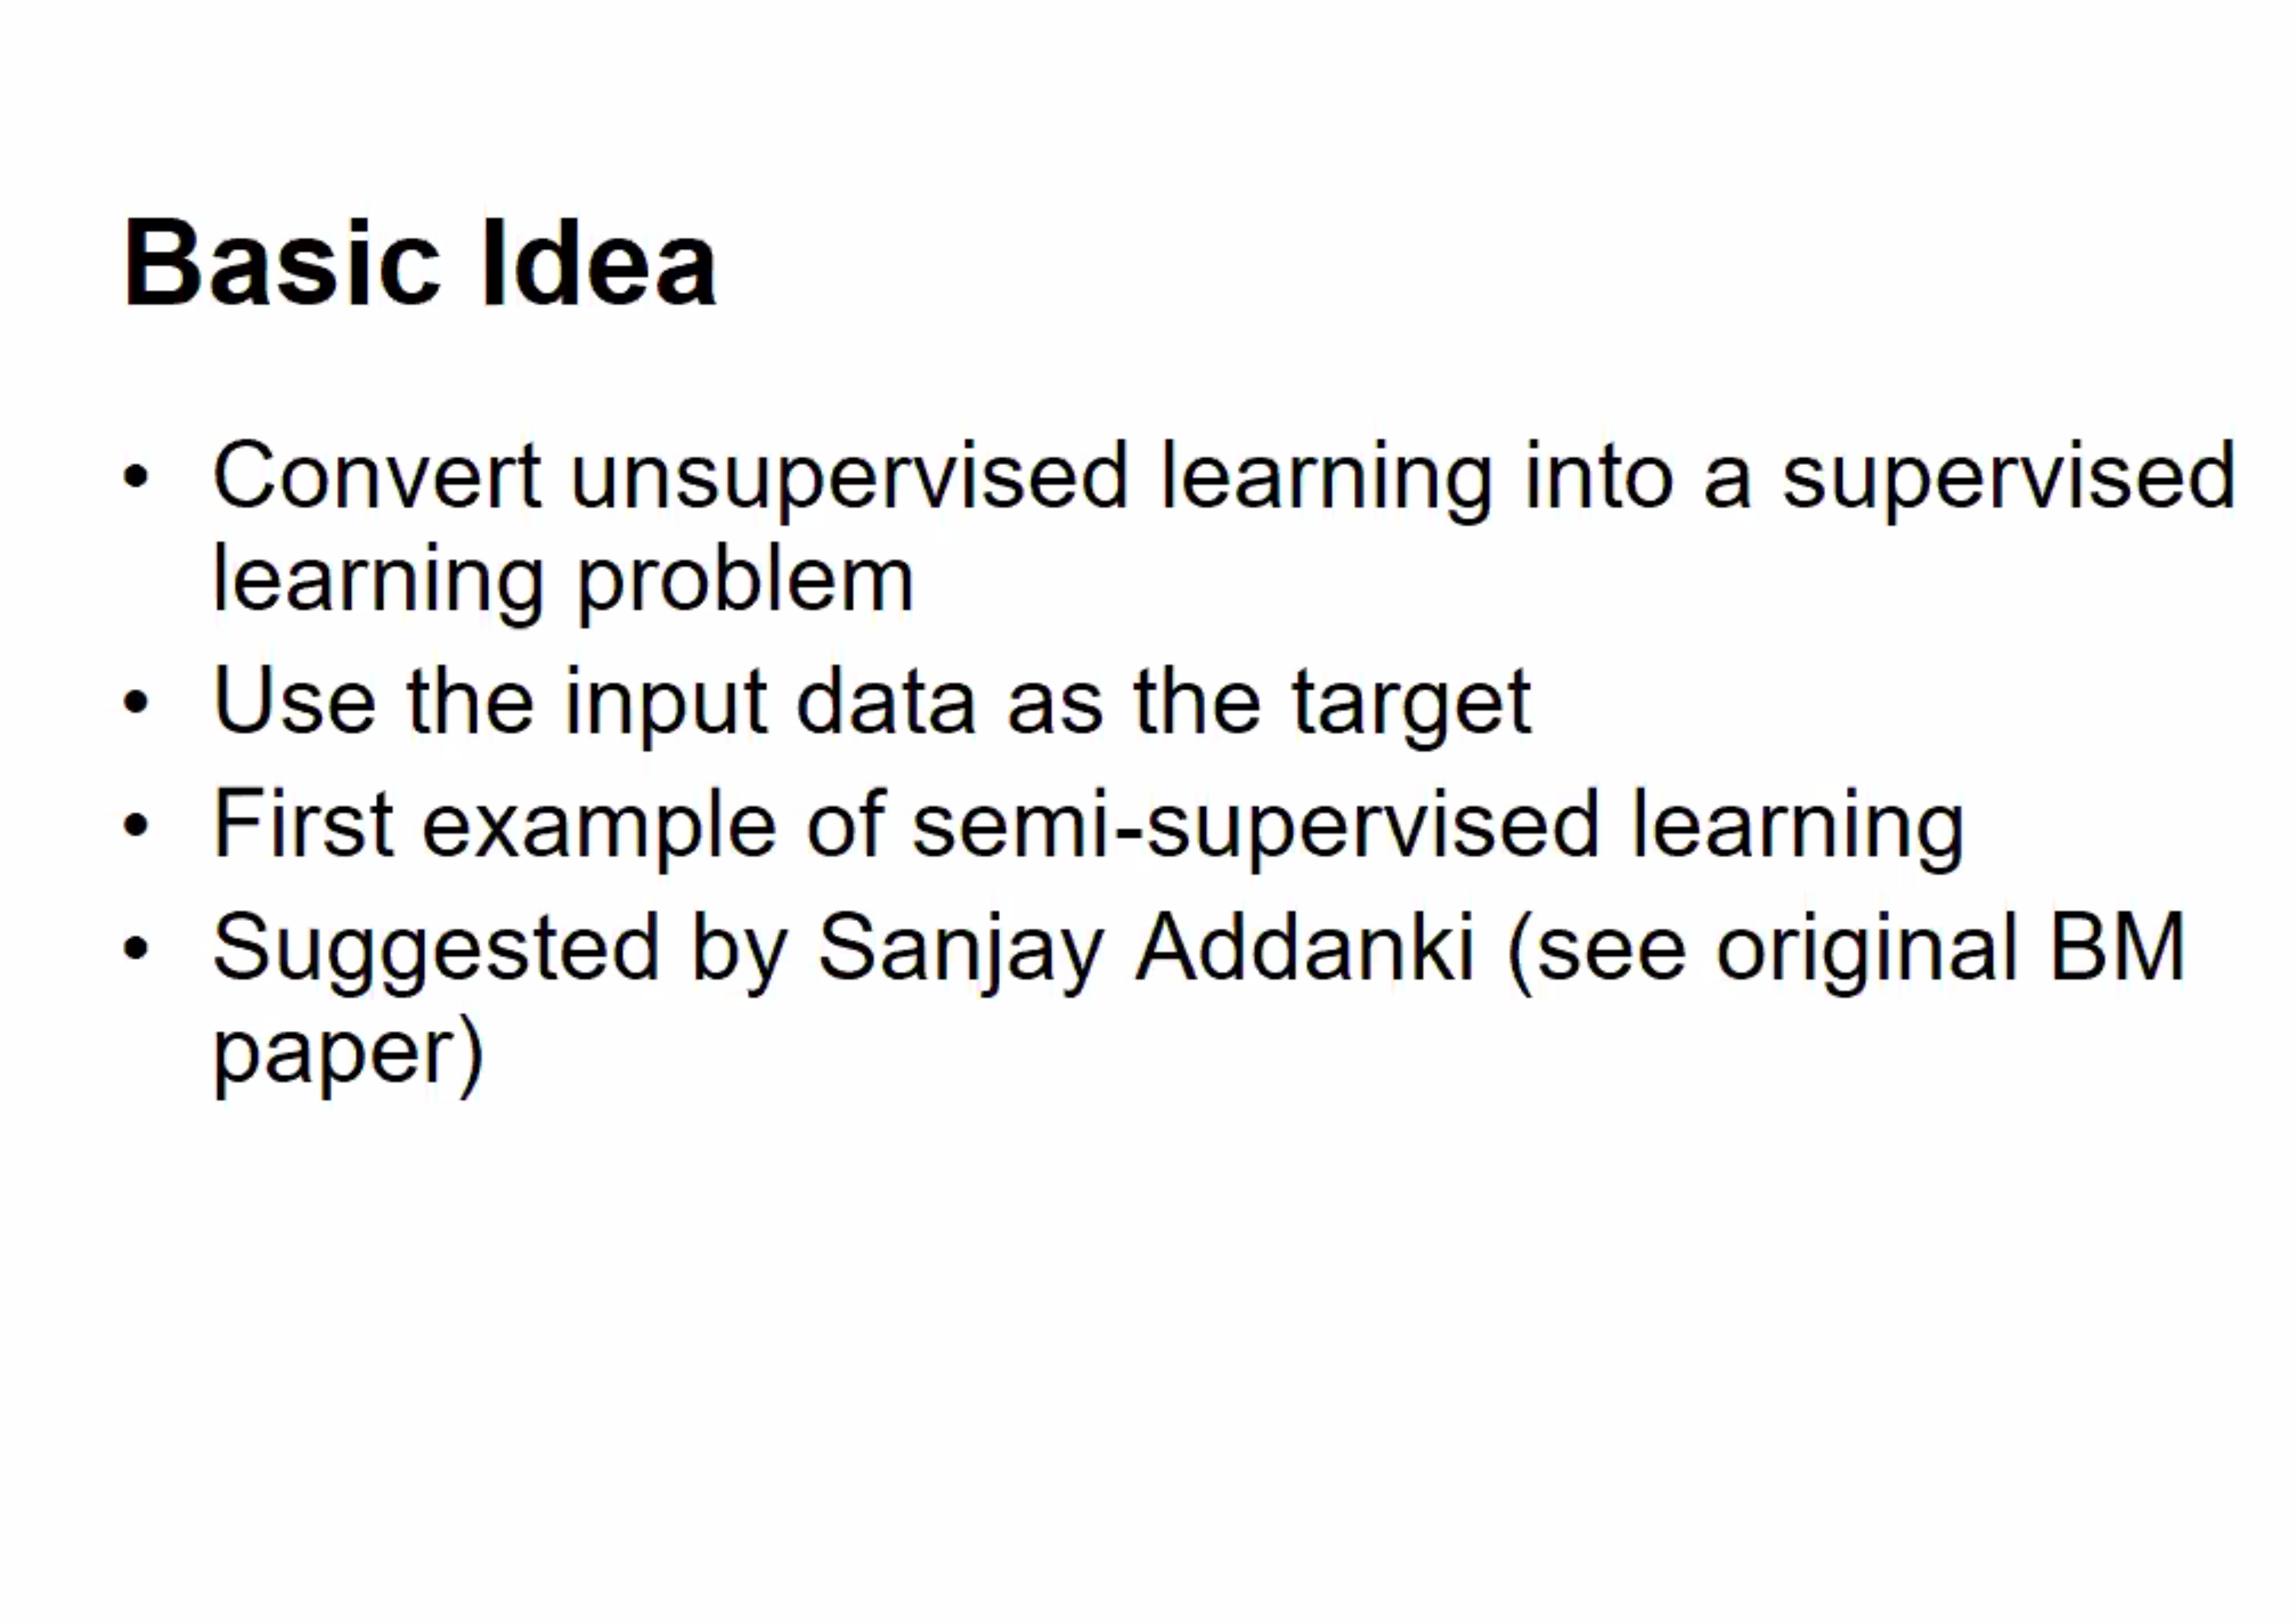 Basic Idea
• Convert unsupervised learning into a supervised
learning problem
• Use the input data as the target
• First example of semi-supervised learning
• Suggested by Sanjay Addanki (see original BM
paper)